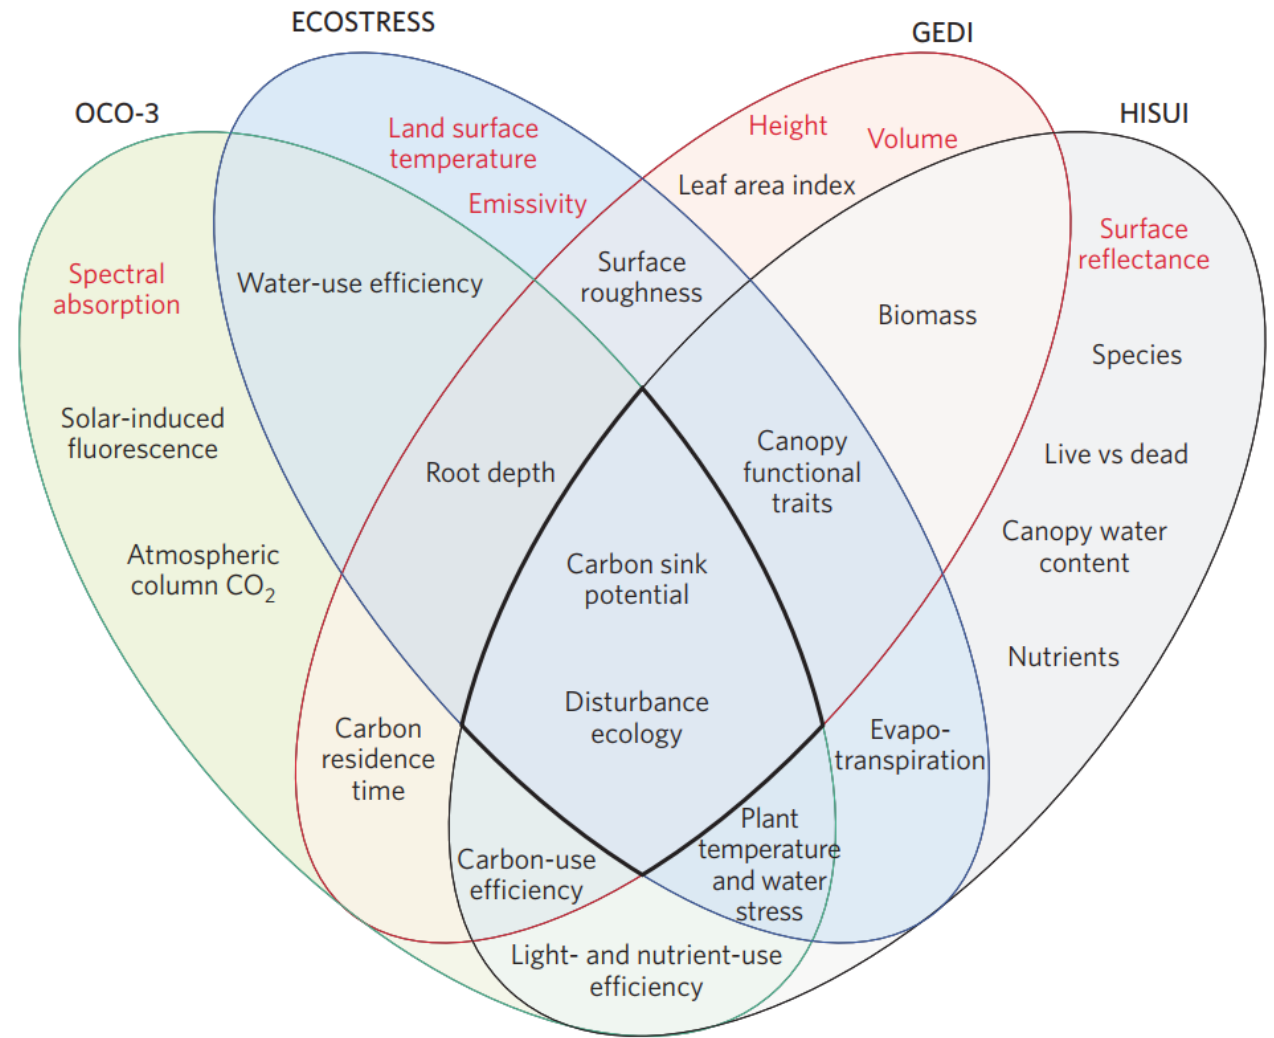 ECOSTRESS
GEDI
OCO-3
HISUI
Land surface
temperature
Emissivity
Height
Volume
Leaf area index
Surface
reflectance
Spectral
absorption
Water-use efficiency
Surface
roughness
Biomass
Species
Solar-induced
fluorescence
Root depth
Canopy
functional
traits
Live vs dead
Atmospheric
column CO₂
Carbon sink
potential
Canopy water
content
Nutrients
Disturbance
ecology
Carbon
residence
time
Evapo-
transpiration
Carbon-use
efficiency
Plant
temperature
and water
stress
Light- and nutrient-use
efficiency